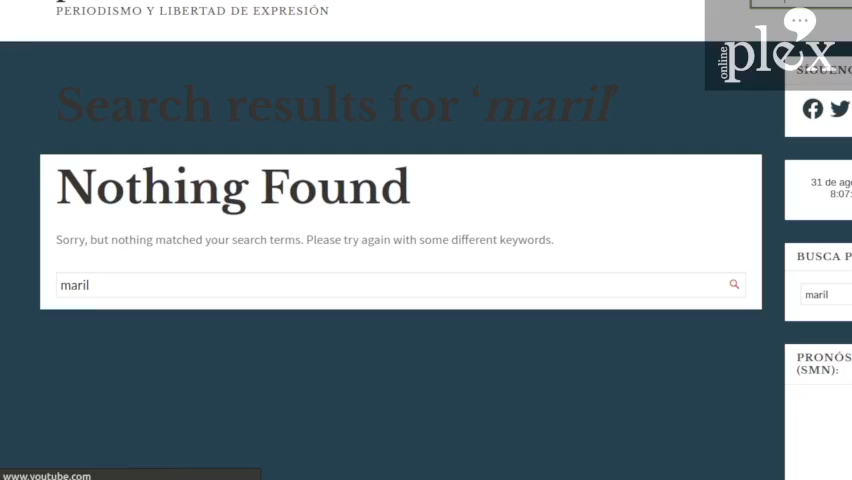 PERIODISMO Y LIBERTAD DE EXPRESIÓN
online
plex
SÍGUENO
Search results for ‘maril’
Nothing Found
Sorry, but nothing matched your search terms. Please try again with some different keywords.
maril
31 de ago
8:07:
BUSCA P
maril
PRONÓS
(SMN):
www.youtube.com